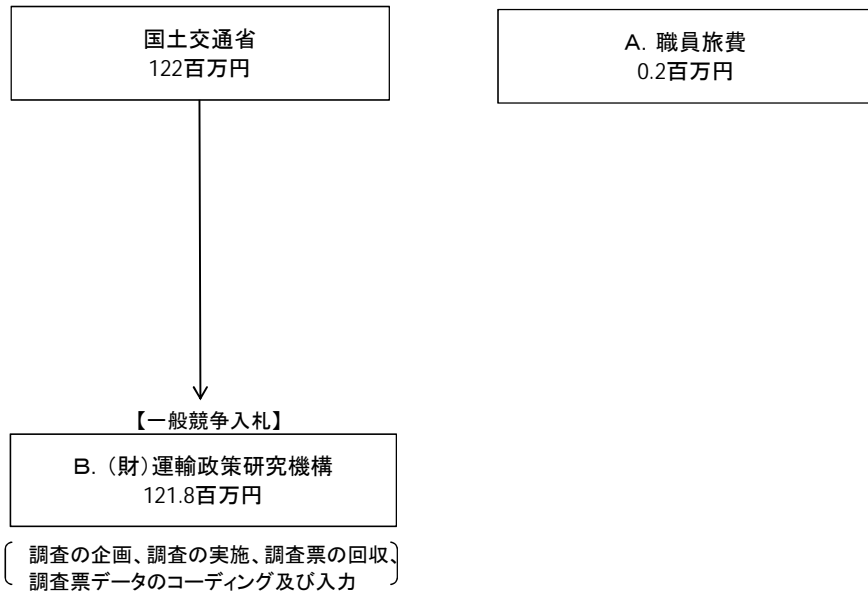 国土交通省
122百万円
Ａ．職員旅費
0.2百万円
【一般競争入札】
Ｂ．（財）運輸政策研究機構
121.8百万円
調査の企画、調査の実施、調査票の回収、
調査票データのコーディング及び入力